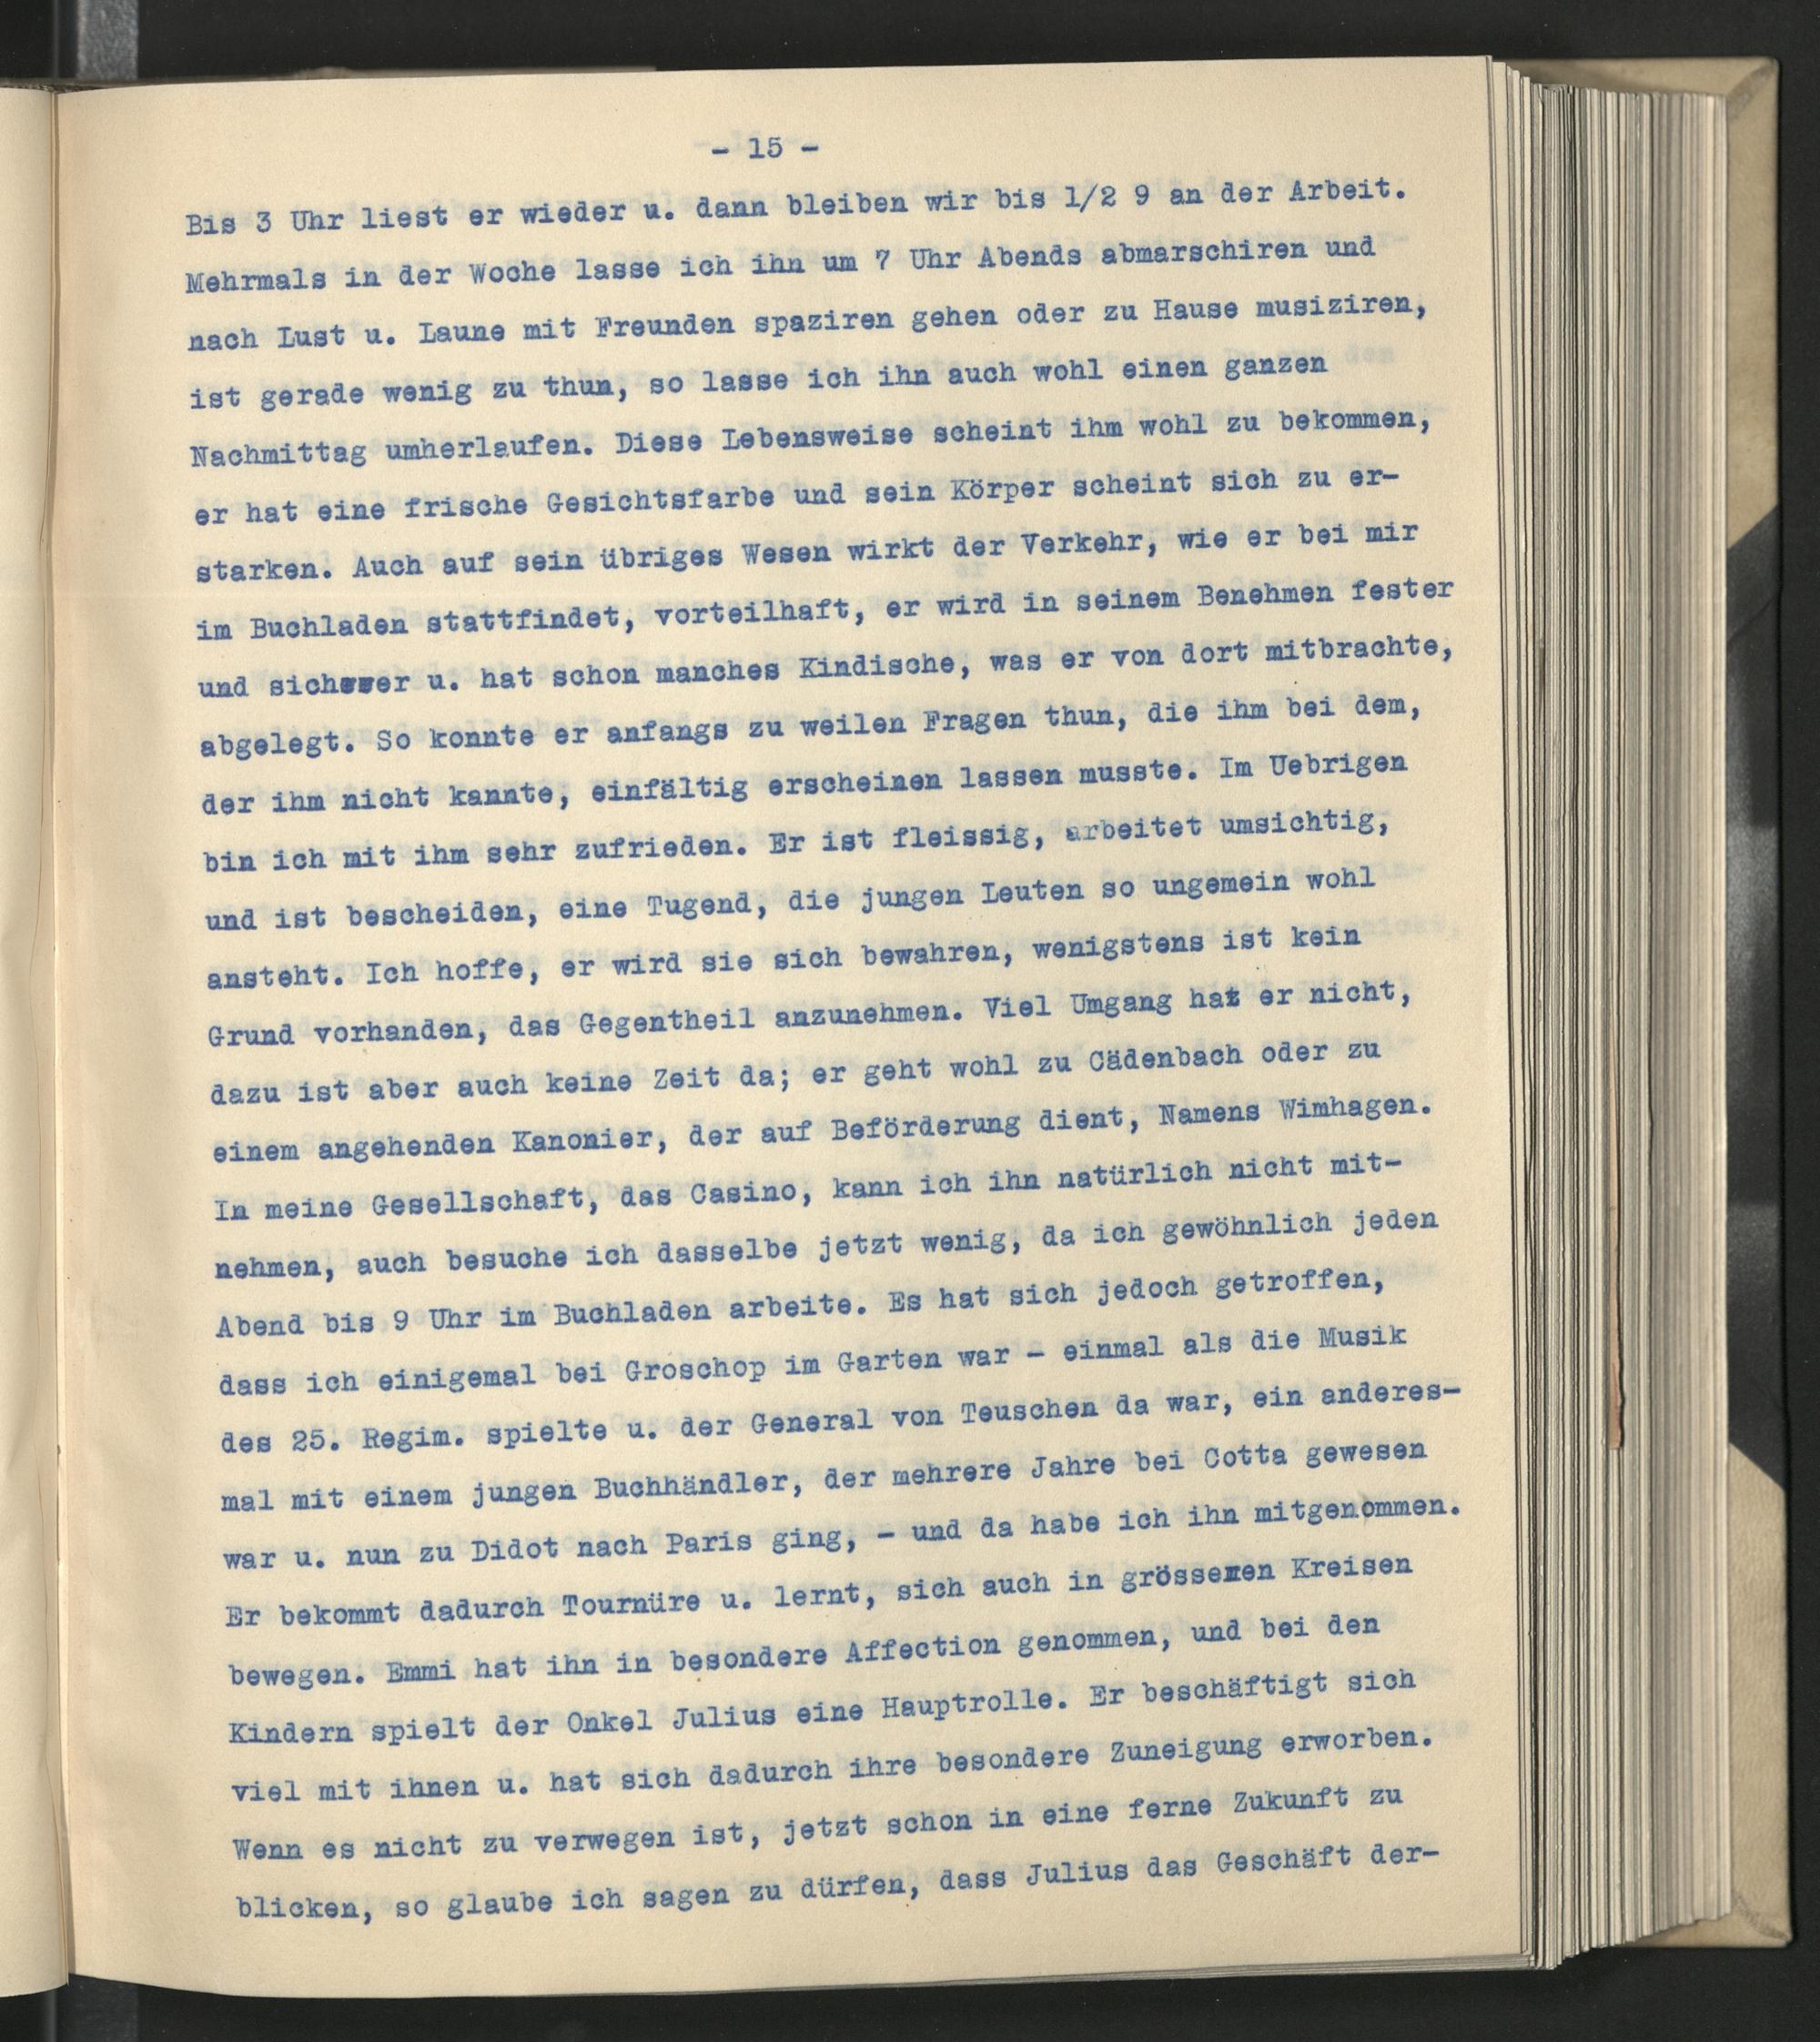 - 15 -
Bis 3 Uhr liest er wieder u. dann bleiben wir bis 1/2 9 an der Arbeit.
Mehrmals in der Woche lasse ich ihn um 7 Uhr Abends abmarschiren und
nach Lust u. Laune mit Freunden spaziren gehen oder zu Hause musiziren,
ist gerade wenig zu thun, so lasse ich ihn auch wohl einen ganzen
Nachmittag umherlaufen. Diese Lebensweise scheint ihm wohl zu bekommen,
er hat eine frische Gesichtsfarbe und sein Körper scheint sich zu er-
starken. Auch auf sein übriges Wesen wirkt der Verkehr, wie er bei mir
im Buchladen stattfindet, vorteilhaft, er wird in seinem Benehmen fester
und sicherer u. hat schon manches Kindische, was er von dort mitbrachte,
abgelegt. So konnte er anfangs zu weilen Fragen thun, die ihm bei dem,
der ihm nicht kannte, einfältig erscheinen lassen musste. Im Uebrigen
bin ich mit ihm sehr zufrieden. Er ist fleissig, arbeitet umsichtig,
und ist bescheiden, eine Tugend, die jungen Leuten so ungemein wohl
ansteht. Ich hoffe, er wird sie sich bewahren, wenigstens ist kein
Grund vorhanden, das Gegentheil anzunehmen. Viel Umgang hat er nicht,
dazu ist aber auch keine Zeit da; er geht wohl zu Cädenbach oder zu
einem angehenden Kanonier, der auf Beförderung dient, Namens Wimhagen.
In meine Gesellschaft, das Casino, kann ich ihn natürlich nicht mit-
nehmen, auch besuche ich dasselbe jetzt wenig, da ich gewöhnlich jeden
Abend bis 9 Uhr im Buchladen arbeite. Es hat sich jedoch getroffen,
dass ich einigemal bei Groschop im Garten war - einmal als die Musik
des 25. Regim. spielte u. der General von Teuschen da war, ein anderes-
mal mit einem jungen Buchhändler, der mehrere Jahre bei Cotta gewesen
war u. nun zu Didot nach Paris ging, - und da habe ich ihn mitgenommen.
Er bekommt dadurch Tournüre u. lernt, sich auch in grösseren Kreisen
bewegen. Emmi hat ihn in besondere Affection genommen, und bei den
Kindern spielt der Onkel Julius eine Hauptrolle. Er beschäftigt sich
viel mit ihnen u. hat sich dadurch ihre besondere Zuneigung erworben.
Wenn es nicht zu verwegen ist, jetzt schon in eine ferne Zukunft zu
blicken, so glaube ich sagen zu dürfen, dass Julius das Geschäft der-